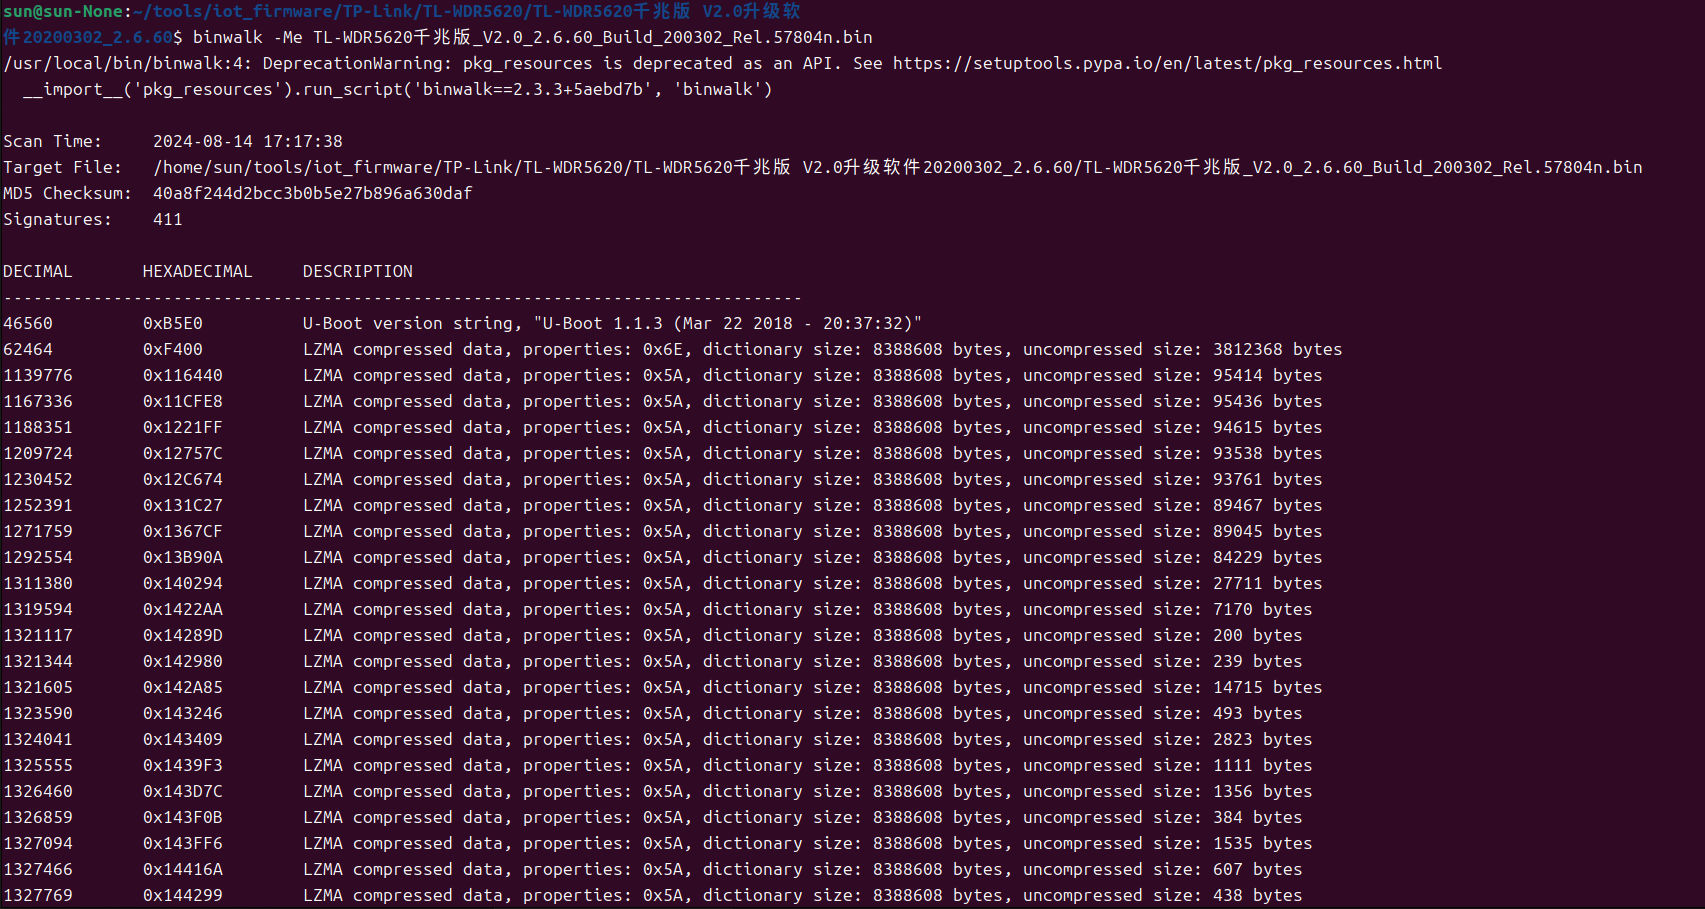 sun@sun-None:~/tools/iot_firmware/TP-Link/TL-WDR5620/TL-WDR5620千兆版 V2.0升级软
件20200302_2.6.60$ binwalk -Me TL-WDR5620千兆版_V2.0_2.6.60_Build_200302_Rel.57804n.bin
/usr/local/bin/binwalk:4: DeprecationWarning: pkg_resources is deprecated as an API. See https://setuptools.pypa.io/en/latest/pkg_resources.html
  __import__('pkg_resources').run_script('binwalk==2.3.3+5aebd7b', 'binwalk')
Scan Time:     2024-08-14 17:17:38
Target File:   /home/sun/tools/iot_firmware/TP-Link/TL-WDR5620/TL-WDR5620千兆版 V2.0升级软件20200302_2.6.60/TL-WDR5620千兆版_V2.0_2.6.60_Build_200302_Rel.57804n.bin
MD5 Checksum:  40a8f244d2bcc3b0b5e27b896a630daf
Signatures:    411
DECIMAL       HEXADECIMAL     DESCRIPTION
--------------------------------------------------------------------------------
46560         0xB5E0          U-Boot version string, "U-Boot 1.1.3 (Mar 22 2018 - 20:37:32)"
62464         0xF400          LZMA compressed data, properties: 0x6E, dictionary size: 8388608 bytes, uncompressed size: 3812368 bytes
1139776       0x116440        LZMA compressed data, properties: 0x5A, dictionary size: 8388608 bytes, uncompressed size: 95414 bytes
1167336       0x11CFE8        LZMA compressed data, properties: 0x5A, dictionary size: 8388608 bytes, uncompressed size: 95436 bytes
1188351       0x1221FF        LZMA compressed data, properties: 0x5A, dictionary size: 8388608 bytes, uncompressed size: 94615 bytes
1209724       0x12757C        LZMA compressed data, properties: 0x5A, dictionary size: 8388608 bytes, uncompressed size: 93538 bytes
1230452       0x12C674        LZMA compressed data, properties: 0x5A, dictionary size: 8388608 bytes, uncompressed size: 93761 bytes
1252391       0x131C27        LZMA compressed data, properties: 0x5A, dictionary size: 8388608 bytes, uncompressed size: 89467 bytes
1271759       0x1367CF        LZMA compressed data, properties: 0x5A, dictionary size: 8388608 bytes, uncompressed size: 89045 bytes
1292554       0x13B90A        LZMA compressed data, properties: 0x5A, dictionary size: 8388608 bytes, uncompressed size: 84229 bytes
1311380       0x140294        LZMA compressed data, properties: 0x5A, dictionary size: 8388608 bytes, uncompressed size: 27711 bytes
1319594       0x1422AA        LZMA compressed data, properties: 0x5A, dictionary size: 8388608 bytes, uncompressed size: 7170 bytes
1321117       0x14289D        LZMA compressed data, properties: 0x5A, dictionary size: 8388608 bytes, uncompressed size: 200 bytes
1321344       0x142980        LZMA compressed data, properties: 0x5A, dictionary size: 8388608 bytes, uncompressed size: 239 bytes
1321605       0x142A85        LZMA compressed data, properties: 0x5A, dictionary size: 8388608 bytes, uncompressed size: 14715 bytes
1323590       0x143246        LZMA compressed data, properties: 0x5A, dictionary size: 8388608 bytes, uncompressed size: 493 bytes
1324041       0x143409        LZMA compressed data, properties: 0x5A, dictionary size: 8388608 bytes, uncompressed size: 2823 bytes
1325555       0x1439F3        LZMA compressed data, properties: 0x5A, dictionary size: 8388608 bytes, uncompressed size: 1111 bytes
1326460       0x143D7C        LZMA compressed data, properties: 0x5A, dictionary size: 8388608 bytes, uncompressed size: 1356 bytes
1326859       0x143F0B        LZMA compressed data, properties: 0x5A, dictionary size: 8388608 bytes, uncompressed size: 384 bytes
1327094       0x143FF6        LZMA compressed data, properties: 0x5A, dictionary size: 8388608 bytes, uncompressed size: 1535 bytes
1327466       0x14416A        LZMA compressed data, properties: 0x5A, dictionary size: 8388608 bytes, uncompressed size: 607 bytes
1327769       0x144299        LZMA compressed data, properties: 0x5A, dictionary size: 8388608 bytes, uncompressed size: 438 bytes